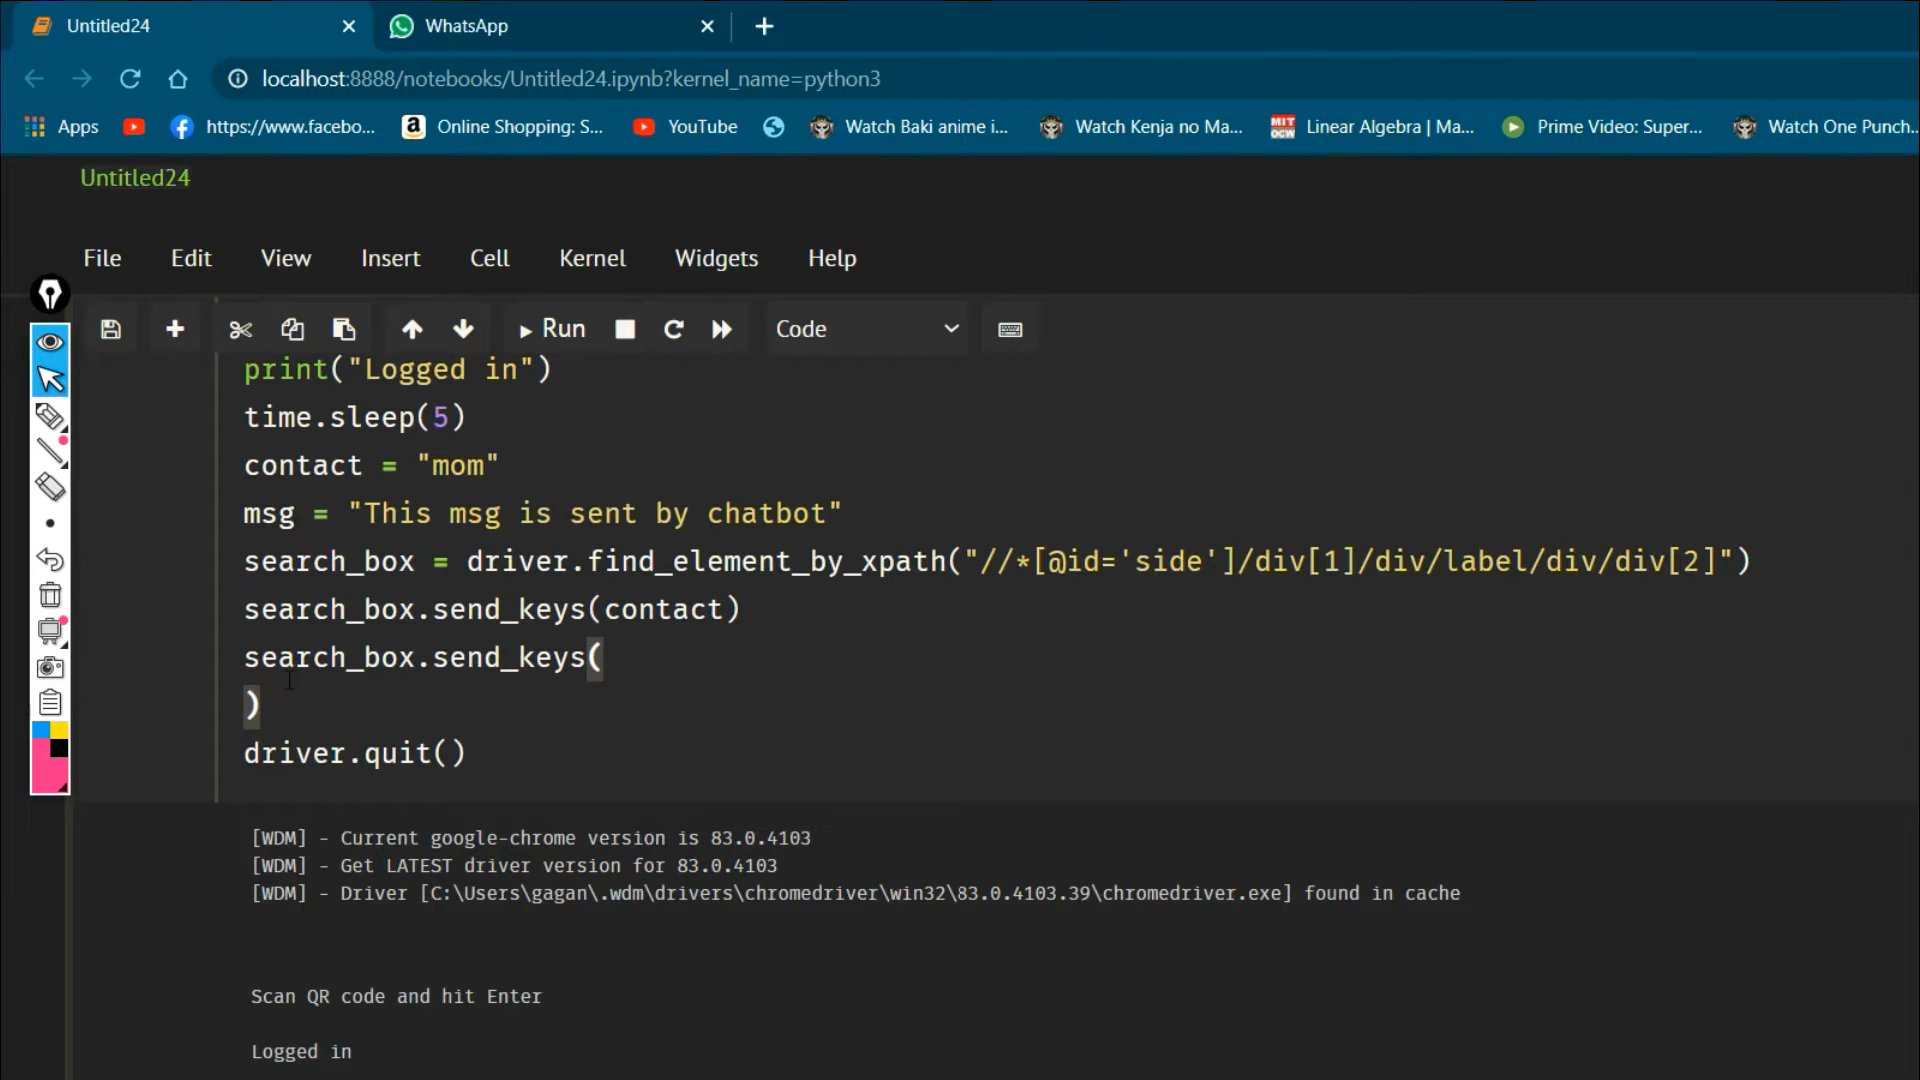 Untitled24
WhatsApp
localhost:8888/notebooks/Untitled24.ipynb?kernel_name=python3
Apps
https://www.facebo...
Online Shopping: S...
YouTube
Watch Baki anime i...
Watch Kenja no Ma...
MIT OCW
Linear Algebra | Ma...
Prime Video: Super...
Watch One Punch...
Untitled24
File Edit View Insert Cell Kernel Widgets Help
Run
Code
print("Logged in")
time.sleep(5)
contact = "mom"
msg = "This msg is sent by chatbot"
search_box = driver.find_element_by_xpath("//*[@id='side']/div[1]/div/label/div/div[2]")
search_box.send_keys(contact)
search_box.send_keys(
)
driver.quit()
[WDM] - Current google-chrome version is 83.0.4103
[WDM] - Get LATEST driver version for 83.0.4103
[WDM] - Driver [C:\Users\gagan\.wdm\drivers\chromedriver\win32\83.0.4103.39\chromedriver.exe] found in cache
Scan QR code and hit Enter
Logged in